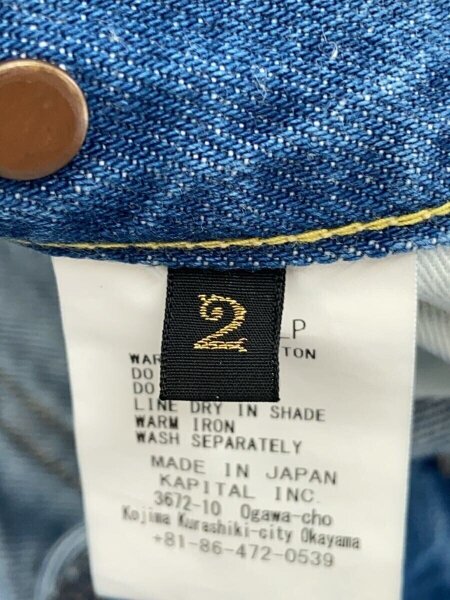 2
LP
TON
WAR
DO
DO
LINE DRY IN SHADE
WARM IRON
WASH SEPARATELY
MADE IN JAPAN
KAPITAL INC.
3672-10 Ogawa-cho
Kojima Kurashiki-city Okayama
+81-86-472-0539